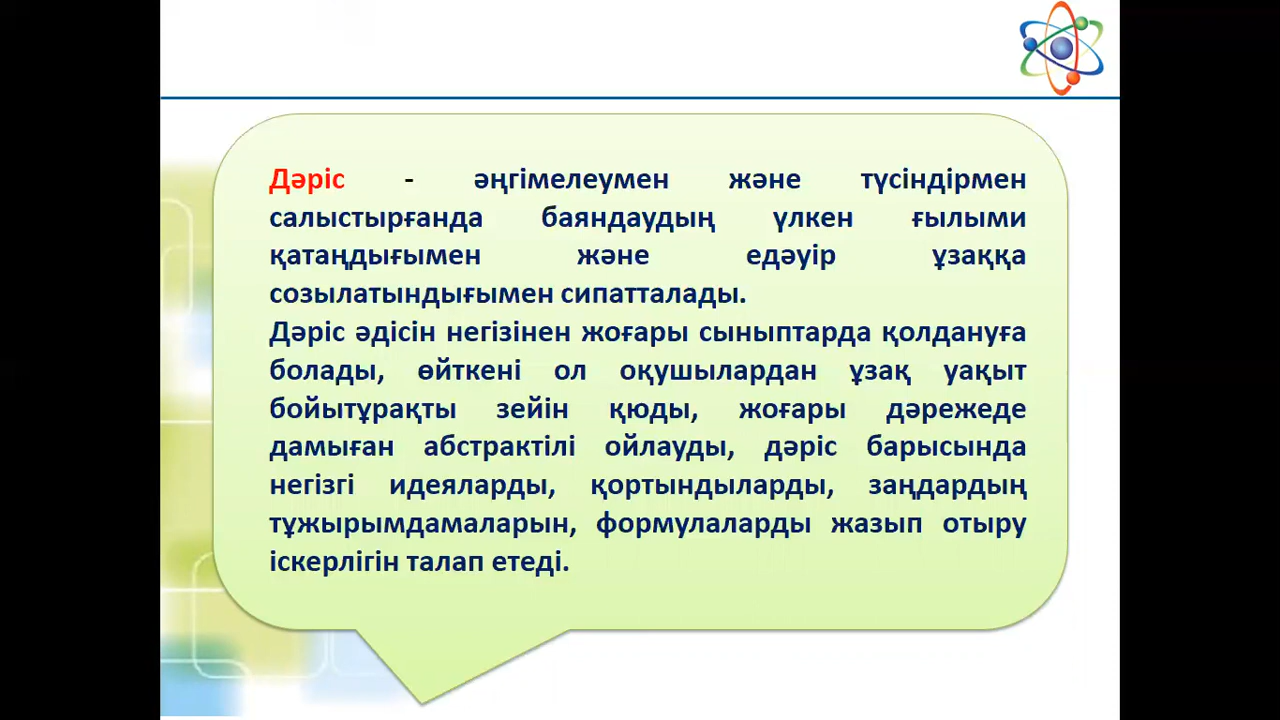 Дәріс - әңгімелеумен және түсіндірмен
салыстырғанда баяндаудың үлкен ғылыми
қатаңдығымен және едәуір ұзаққа
созылатындығымен сипатталады.
Дәріс әдісін негізінен жоғары сыныптарда қолдануға
болады, өйткені ол оқушылардан ұзақ уақыт
бойытұрақты зейін қюды, жоғары дәрежеде
дамыған абстрактілі ойлауды, дәріс барысында
негізгі идеяларды, қортындыларды, заңдардың
тұжырымдамаларын, формулаларды жазып отыру
іскерлігін талап етеді.